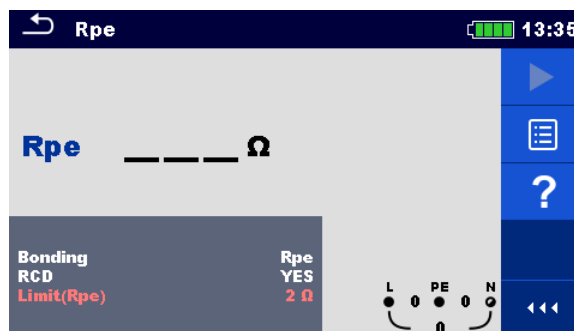 Rpe 13:35
Rpe ___ Ω
?
Bonding Rpe
RCD YES
Limit(Rpe) 2 Ω
L PE N
0 0
0